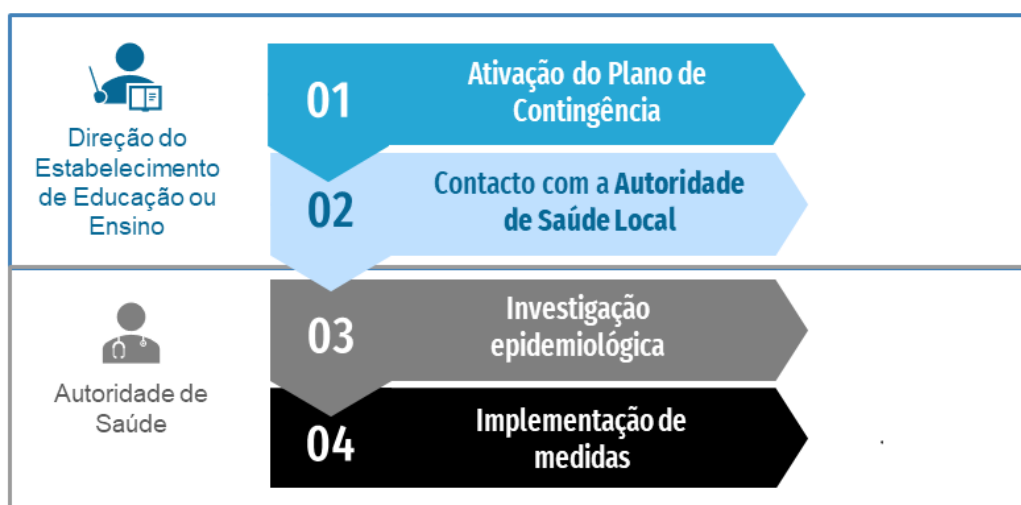 Direção do
Estabelecimento
de Educação ou
Ensino
01
Ativação do Plano de
Contingência
02
Contacto com a Autoridade
de Saúde Local
Autoridade de
Saúde
03
Investigação
epidemiológica
04
Implementação de
medidas
.